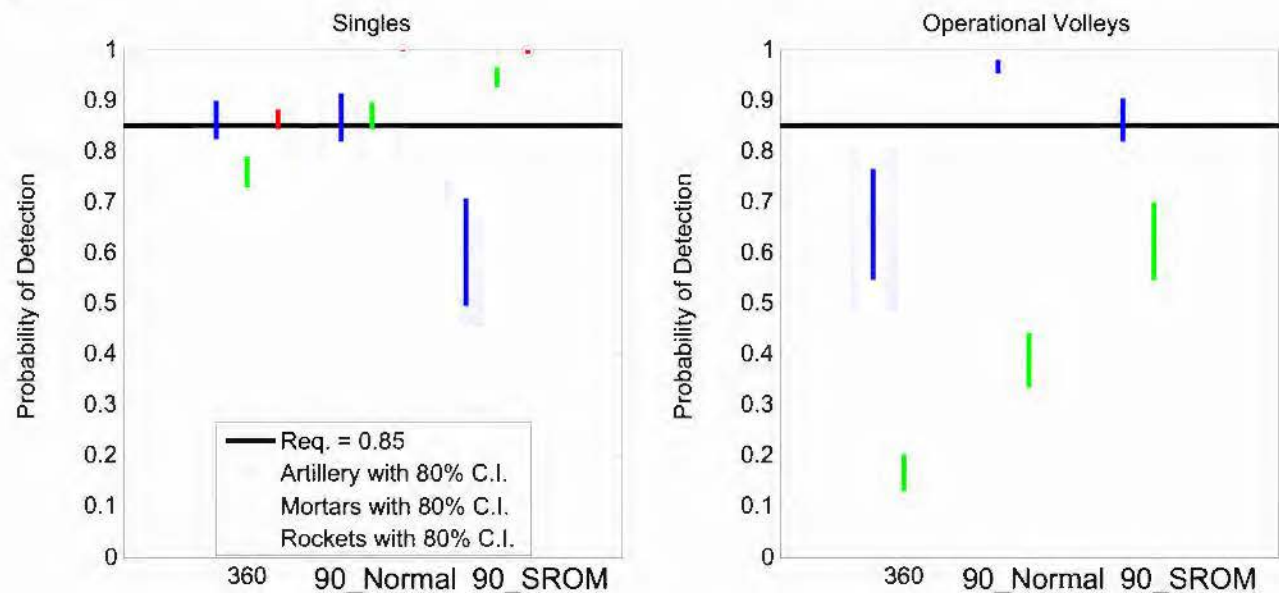 Singles
Probability of Detection
1
0.9
0.8
0.7
0.6
0.5
0.4
0.3
0.2
0.1
0
Req. = 0.85
Artillery with 80% C.I.
Mortars with 80% C.I.
Rockets with 80% C.I.
360 90_Normal 90_SROM
Operational Volleys
Probability of Detection
1
0.9
0.8
0.7
0.6
0.5
0.4
0.3
0.2
0.1
0
360 90_Normal 90_SROM